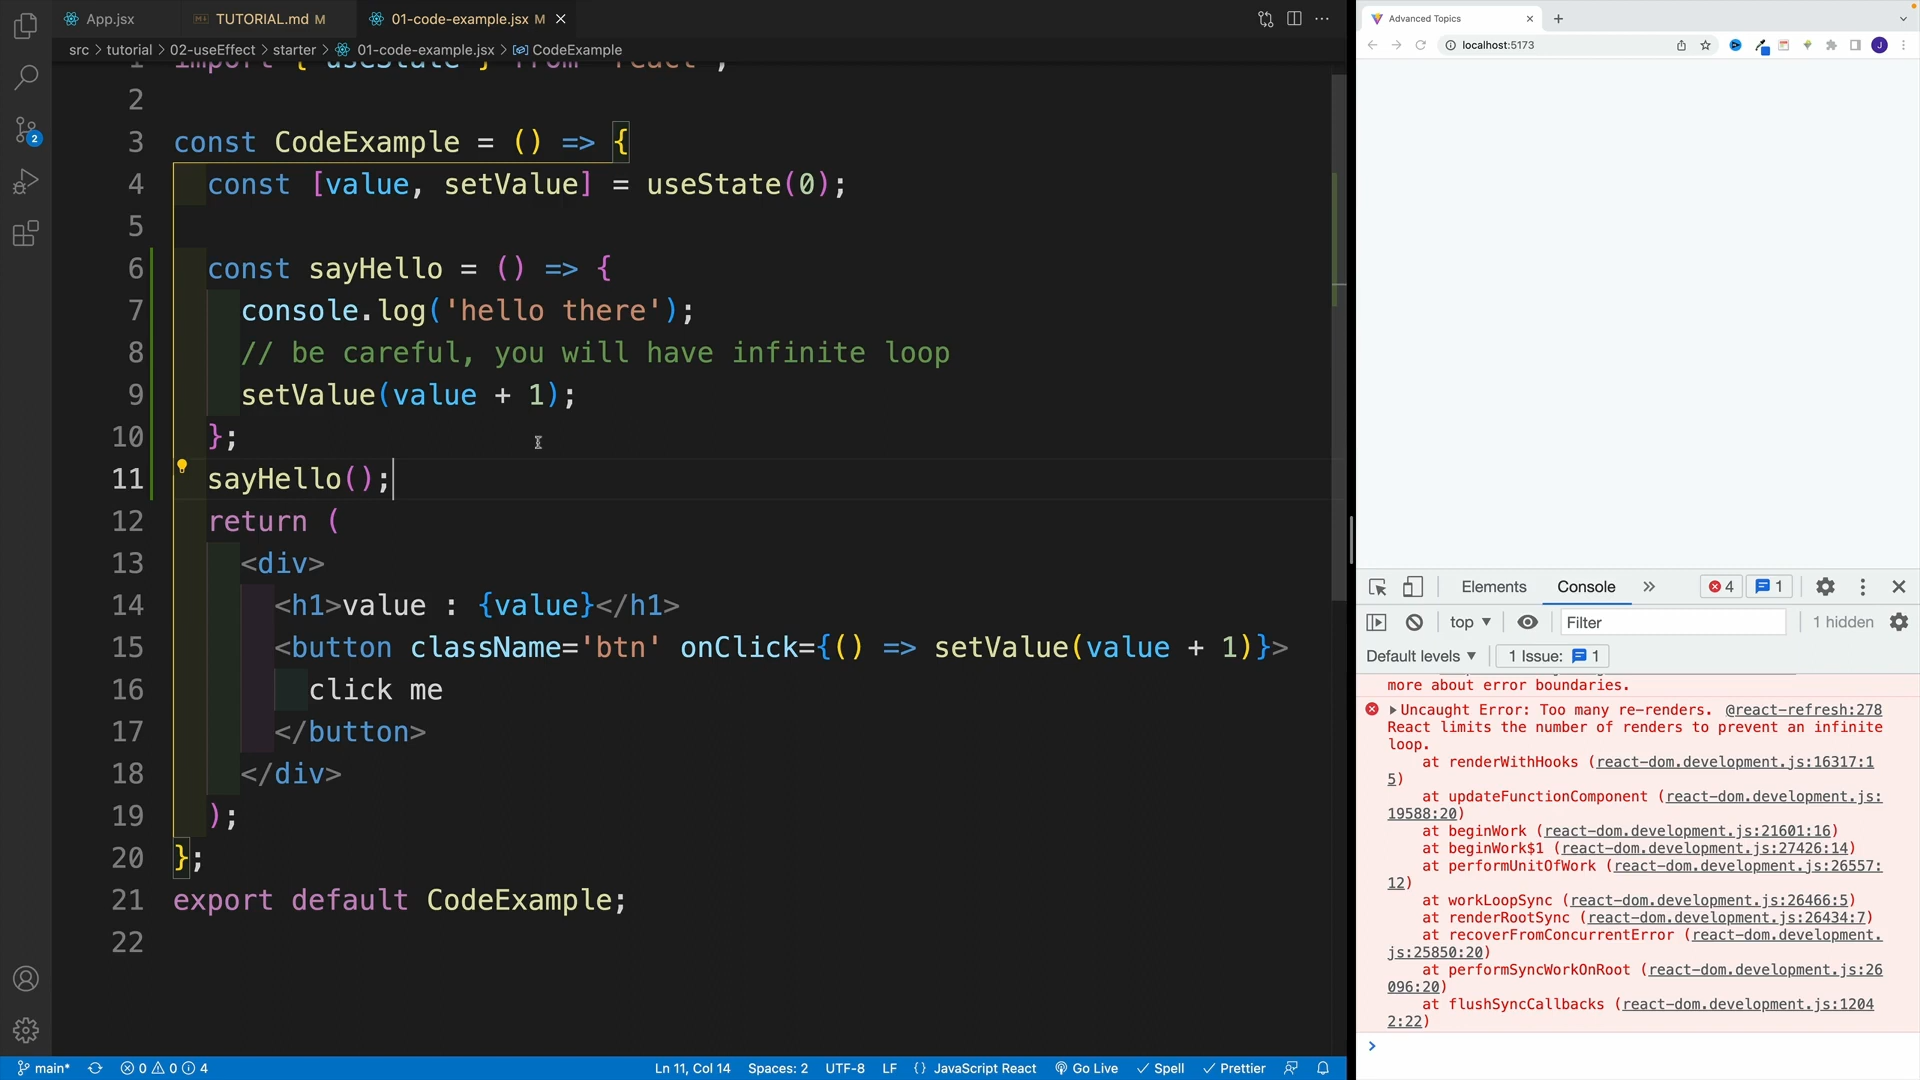 App.jsx
TUTORIAL.md M
01-code-example.jsx M
src > tutorial > 02-useEffect > starter > 01-code-example.jsx > CodeExample
1 import { useState } from 'react';
2
3 const CodeExample = () => {
4 const [value, setValue] = useState(0);
5
6 const sayHello = () => {
7 console.log('hello there');
8 // be careful, you will have infinite loop
9 setValue(value + 1);
10 };
11 sayHello();
12 return (
13 <div>
14 <h1>value : {value}</h1>
15 <button className='btn' onClick={() => setValue(value + 1)}>
16 click me
17 </button>
18 </div>
19 );
20 };
21 export default CodeExample;
22
2
main* 0 0 4
Ln 11, Col 14 Spaces: 2 UTF-8 LF {} JavaScript React Go Live Spell Prettier
Advanced Topics
localhost:5173
J
Elements Console » 4 1
top Filter 1 hidden
Default levels 1 Issue: 1
more about error boundaries.
Uncaught Error: Too many re-renders. @react-refresh:278
React limits the number of renders to prevent an infinite
loop.
at renderWithHooks (react-dom.development.js:16317:1
5)
at updateFunctionComponent (react-dom.development.js:
19588:20)
at beginWork (react-dom.development.js:21601:16)
at beginWork$1 (react-dom.development.js:27426:14)
at performUnitOfWork (react-dom.development.js:26557:
12)
at workLoopSync (react-dom.development.js:26466:5)
at renderRootSync (react-dom.development.js:26434:7)
at recoverFromConcurrentError (react-dom.development.
js:25850:20)
at performSyncWorkOnRoot (react-dom.development.js:26
096:20)
at flushSyncCallbacks (react-dom.development.js:1204
2:22)